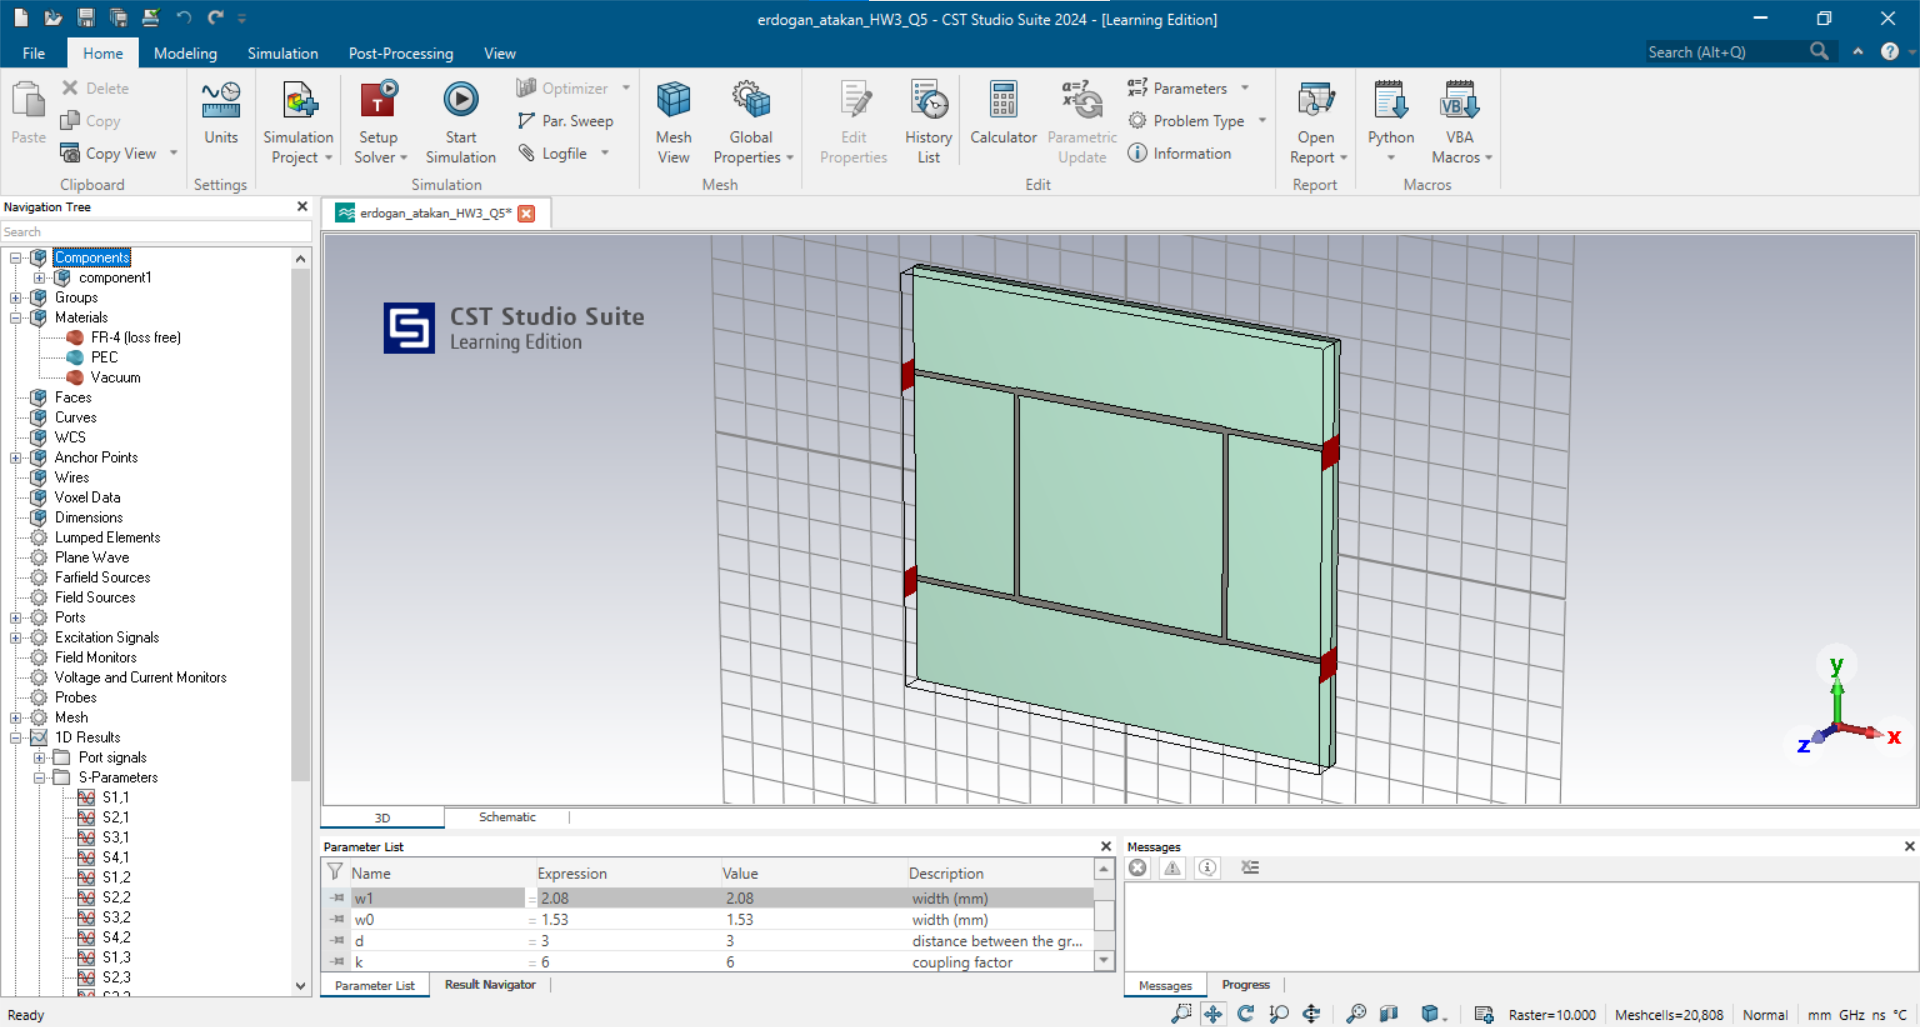 erdogan_atakan_HW3_Q5 - CST Studio Suite 2024 - [Learning Edition]
File Home Modeling Simulation Post-Processing View
Search (Alt+Q)
Paste
Delete
Copy
Copy View
Clipboard
Units
Settings
Simulation Project
Setup Solver
Start Simulation
Optimizer
Par. Sweep
Logfile
Simulation
Mesh View
Global Properties
Mesh
Edit Properties
History List
Calculator
Parametric Update
Parameters
Problem Type
Information
Edit
Open Report
Report
Python
VBA Macros
Macros
Navigation Tree
Search
Components
component1
Groups
Materials
FR-4 (loss free)
PEC
Vacuum
Faces
Curves
WCS
Anchor Points
Wires
Voxel Data
Dimensions
Lumped Elements
Plane Wave
Farfield Sources
Field Sources
Ports
Excitation Signals
Field Monitors
Voltage and Current Monitors
Probes
Mesh
1D Results
Port signals
S-Parameters
S1,1
S2,1
S3,1
S4,1
S1,2
S2,2
S3,2
S4,2
S1,3
S2,3
erdogan_atakan_HW3_Q5*
CST Studio Suite
Learning Edition
y
x
z
3D Schematic
Parameter List
Name Expression Value Description
w1 = 2.08 2.08 width (mm)
w0 = 1.53 1.53 width (mm)
d = 3 3 distance between the gr...
k = 6 6 coupling factor
Parameter List Result Navigator
Messages
Messages Progress
Ready
Raster=10.000 Meshcells=20,808 Normal mm GHz ns °C